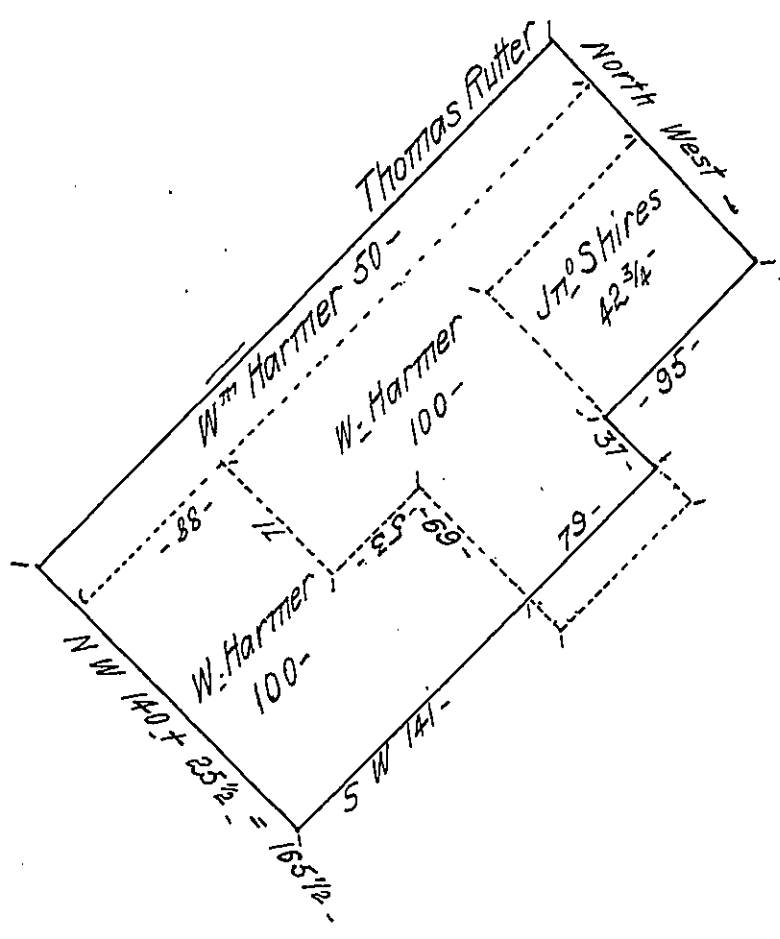 Thomas Rutter
North West
Wm Harmer 50-
Jno Shires
42 3/4-
- 95-
W: Harmer
100-
37-
79-
- 88-
71
53-
69-
W: Harmer
100-
N W 140 + 25 1/2 - = 165 1/2 -
S W 141-